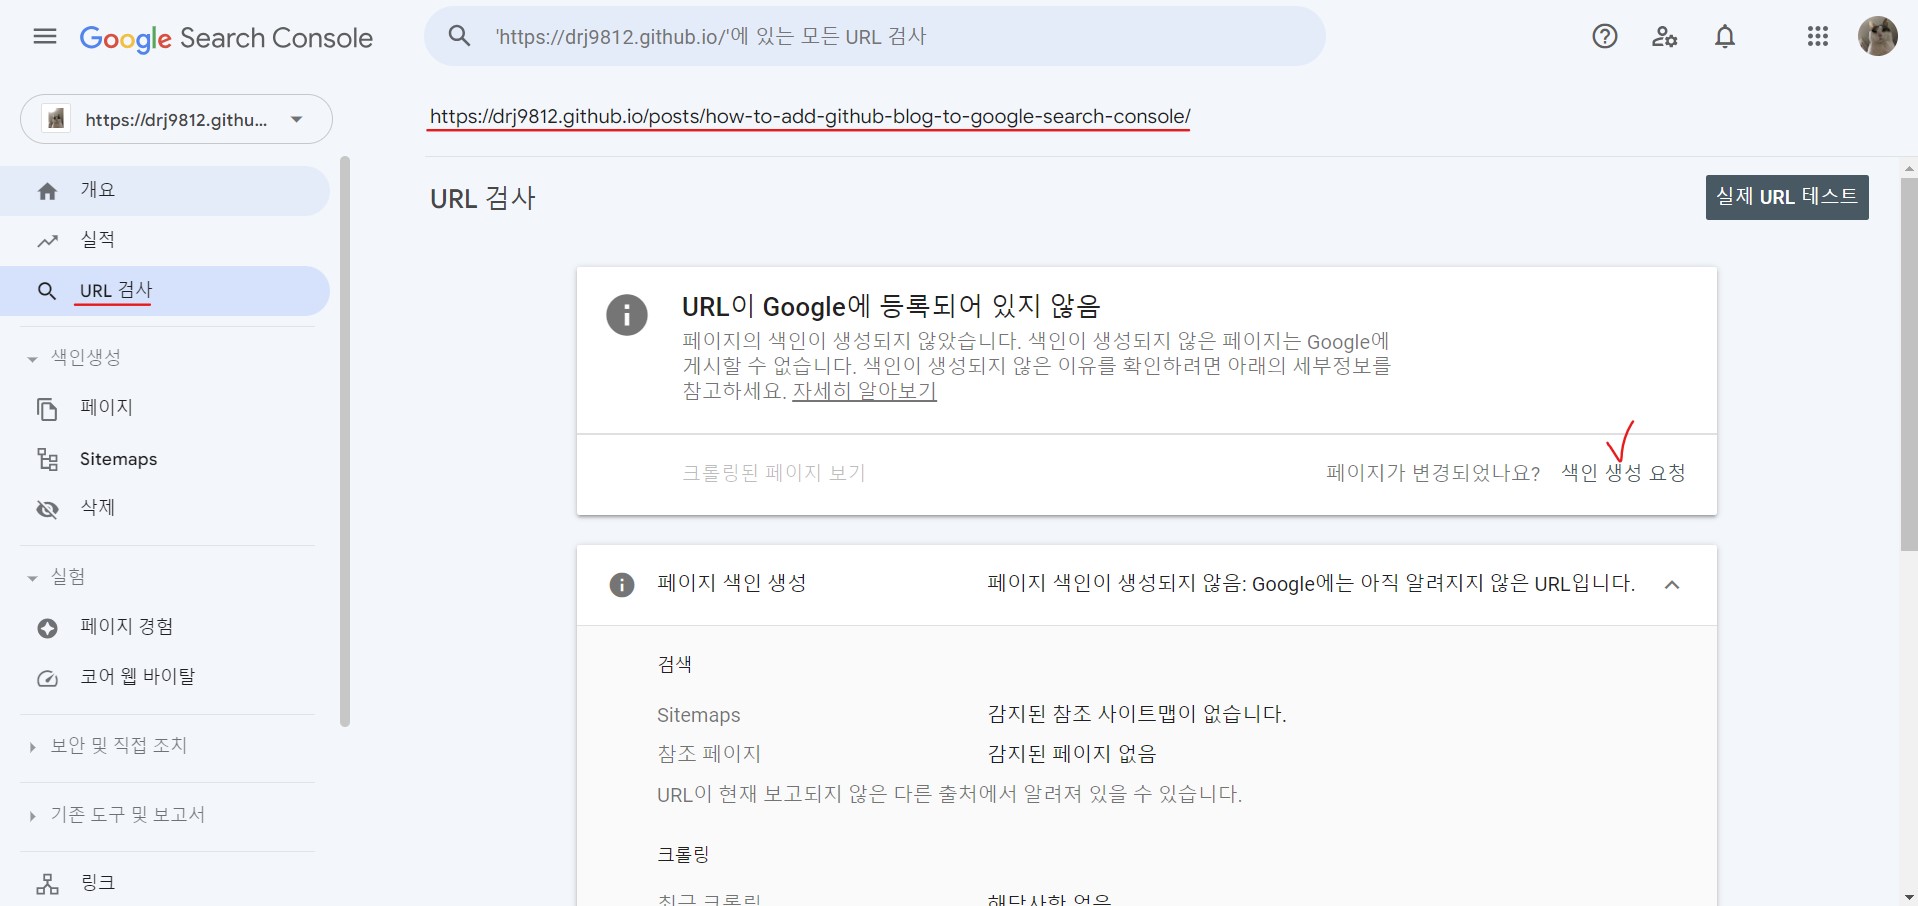 Google Search Console
'https://drj9812.github.io/'에 있는 모든 URL 검사
https://drj9812.githu...
개요
실적
URL 검사
색인생성
페이지
Sitemaps
삭제
실험
페이지 경험
코어 웹 바이탈
보안 및 직접 조치
기존 도구 및 보고서
링크
https://drj9812.github.io/posts/how-to-add-github-blog-to-google-search-console/
URL 검사
실제 URL 테스트
URL이 Google에 등록되어 있지 않음
페이지의 색인이 생성되지 않았습니다. 색인이 생성되지 않은 페이지는 Google에
게시할 수 없습니다. 색인이 생성되지 않은 이유를 확인하려면 아래의 세부정보를
참고하세요. 자세히 알아보기
크롤링된 페이지 보기
페이지가 변경되었나요? 색인 생성 요청
페이지 색인 생성
페이지 색인이 생성되지 않음: Google에는 아직 알려지지 않은 URL입니다.
검색
Sitemaps
감지된 참조 사이트맵이 없습니다.
참조 페이지
감지된 페이지 없음
URL이 현재 보고되지 않은 다른 출처에서 알려져 있을 수 있습니다.
크롤링
최근 크롤링
해당사항 없음